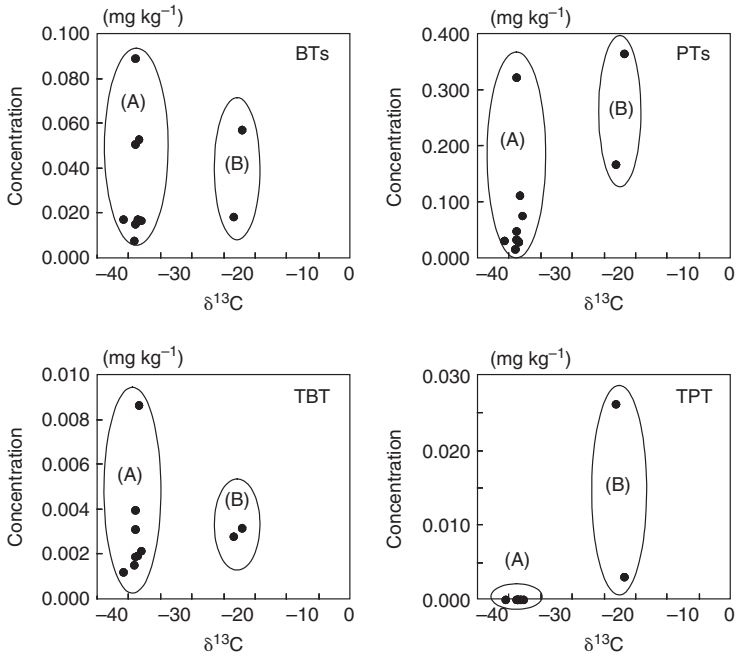 (mg kg⁻¹)
0.100
BTs
0.080
(A)
0.060
(B)
0.040
0.020
0.000
Concentration
–40 –30 –20 –10 0
δ¹³C
(mg kg⁻¹)
0.400
PTs
0.300
(B)
(A)
0.200
0.100
0.000
Concentration
–40 –30 –20 –10 0
δ¹³C
(mg kg⁻¹)
0.010
TBT
0.008
0.006
(A)
(B)
0.004
0.002
0.000
Concentration
–40 –30 –20 –10 0
δ¹³C
(mg kg⁻¹)
0.030
TPT
0.020
(B)
0.010
(A)
0.000
Concentration
–40 –30 –20 –10 0
δ¹³C